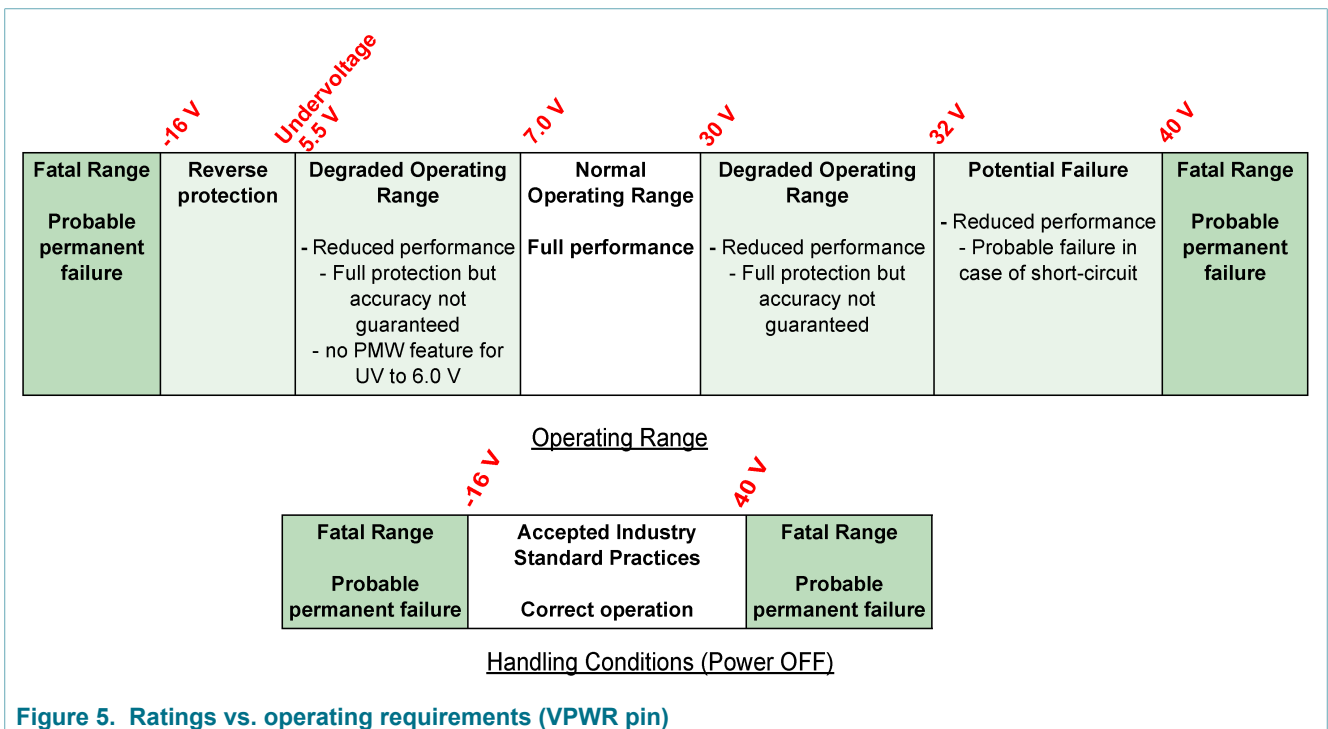 -16 V
Undervoltage
5.5 V
7.0 V
30 V
32 V
40 V
Fatal Range
Probable
permanent
failure
Reverse
protection
Degraded Operating
Range
- Reduced performance
- Full protection but
accuracy not
guaranteed
- no PMW feature for
UV to 6.0 V
Normal
Operating Range
Full performance
Degraded Operating
Range
- Reduced performance
- Full protection but
accuracy not
guaranteed
Potential Failure
- Reduced performance
- Probable failure in
case of short-circuit
Fatal Range
Probable
permanent
failure
Operating Range
-16 V
40 V
Fatal Range
Probable
permanent failure
Accepted Industry
Standard Practices
Correct operation
Fatal Range
Probable
permanent failure
Handling Conditions (Power OFF)
Figure 5. Ratings vs. operating requirements (VPWR pin)